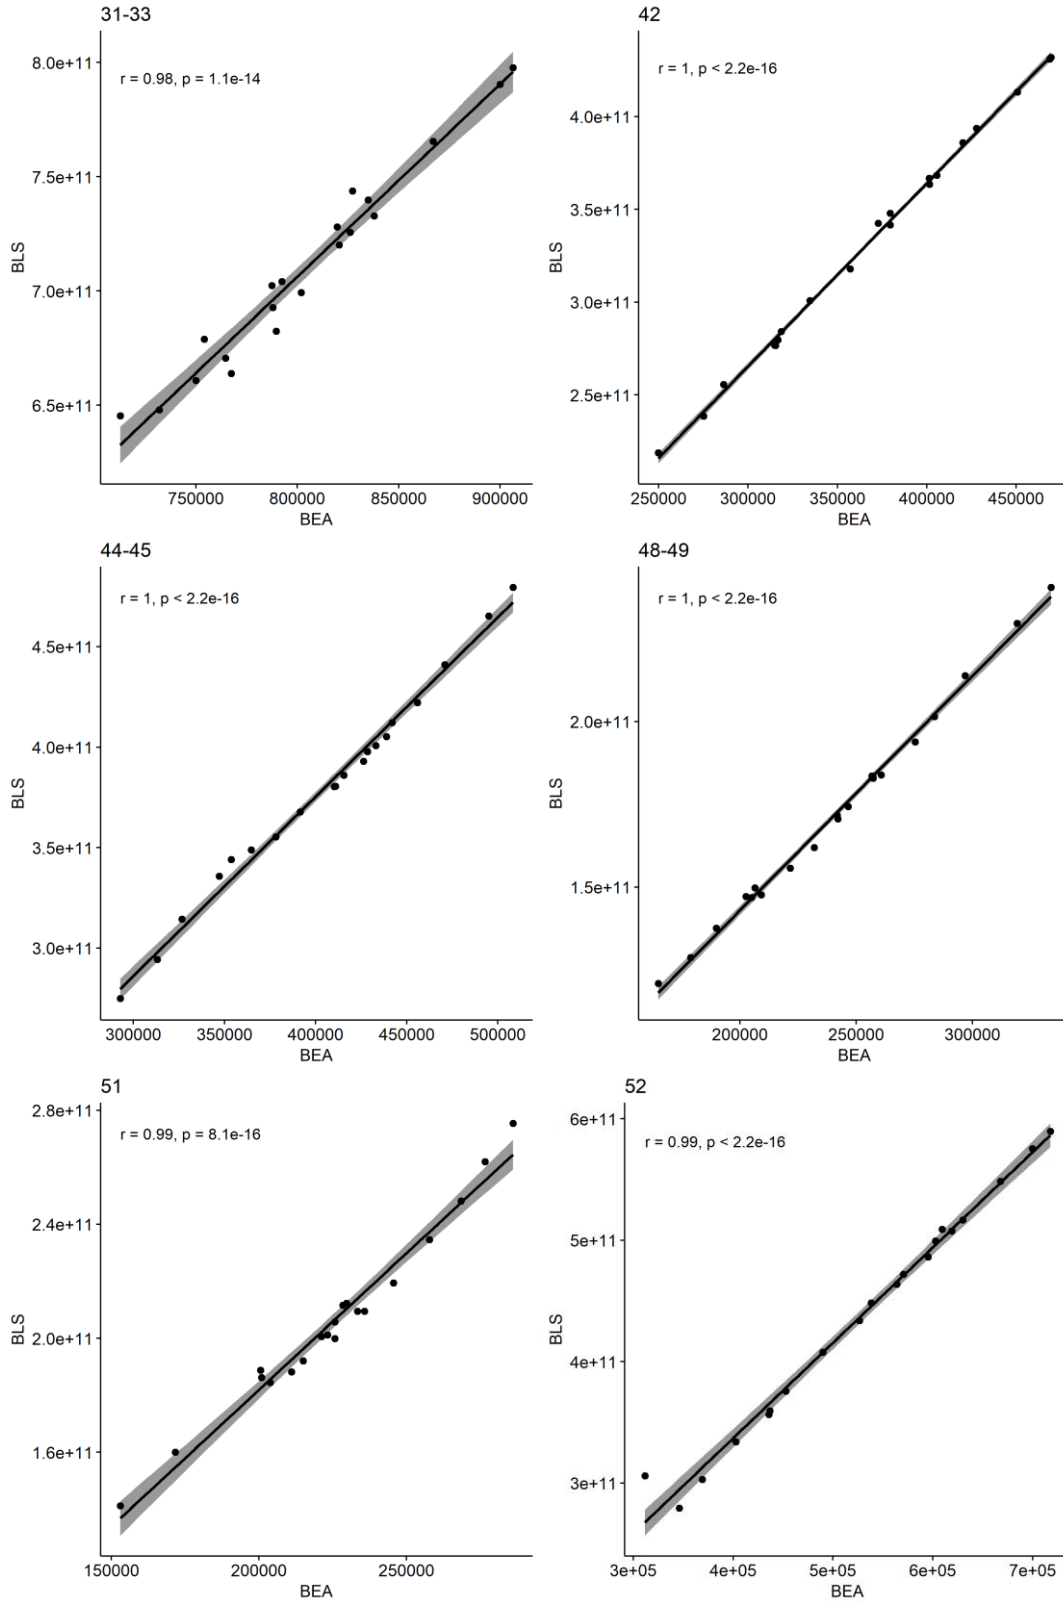 31-33
r = 0.98, p = 1.1e-14
8.0e+11
7.5e+11
7.0e+11
6.5e+11
BLS
750000 800000 850000 900000
BEA
42
r = 1, p < 2.2e-16
4.0e+11
3.5e+11
3.0e+11
2.5e+11
BLS
250000 300000 350000 400000 450000
BEA
44-45
r = 1, p < 2.2e-16
4.5e+11
4.0e+11
3.5e+11
3.0e+11
BLS
300000 350000 400000 450000 500000
BEA
48-49
r = 1, p < 2.2e-16
2.0e+11
1.5e+11
BLS
200000 250000 300000
BEA
51
r = 0.99, p = 8.1e-16
2.8e+11
2.4e+11
2.0e+11
1.6e+11
BLS
150000 200000 250000
BEA
52
r = 0.99, p < 2.2e-16
6e+11
5e+11
4e+11
3e+11
BLS
3e+05 4e+05 5e+05 6e+05 7e+05
BEA